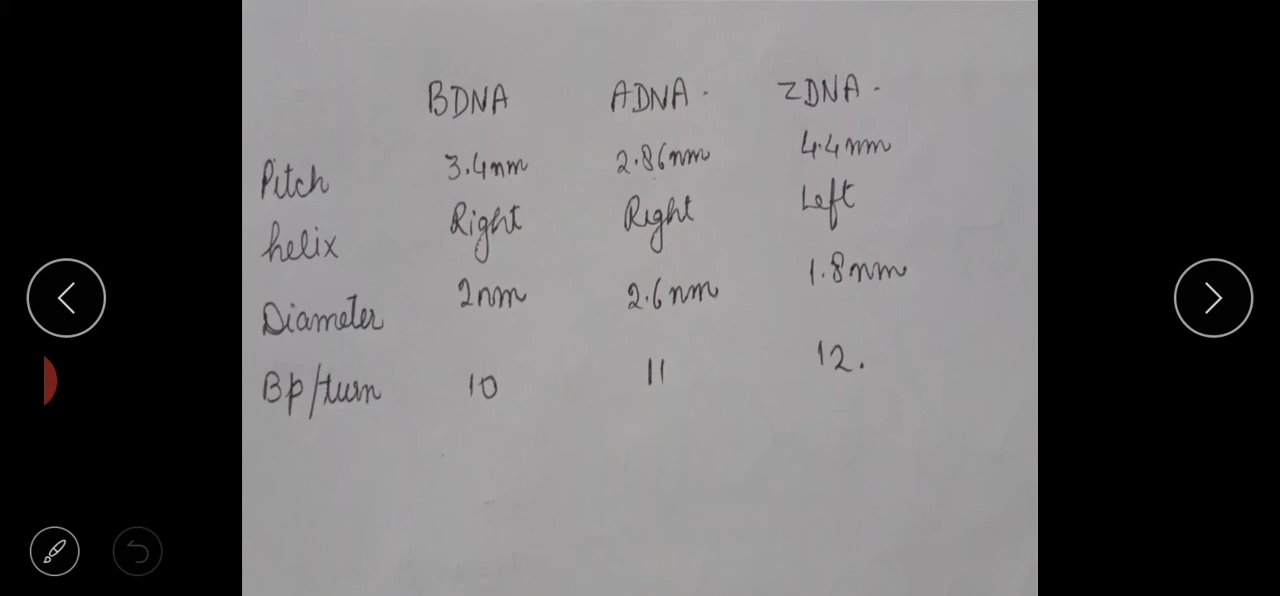 BDNA ADNA. ZDNA.
Pitch 3.4nm 2.86nm 4.4nm
helix Right Right Left
Diameter 2nm 2.6nm 1.8nm
Bp/turn 10 11 12.